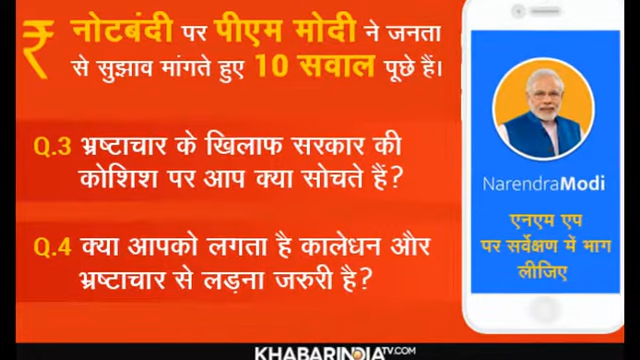 ₹ नोटबंदी पर पीएम मोदी ने जनता
से सुझाव मांगते हुए 10 सवाल पूछे हैं।
Q.3 भ्रष्टाचार के खिलाफ सरकार की
कोशिश पर आप क्या सोचते हैं?
Q.4 क्या आपको लगता है कालेधन और
भ्रष्टाचार से लड़ना जरुरी है?
NarendraModi
एनएम एप
पर सर्वेक्षण में भाग
लीजिए
KHABARINDIATV.COM